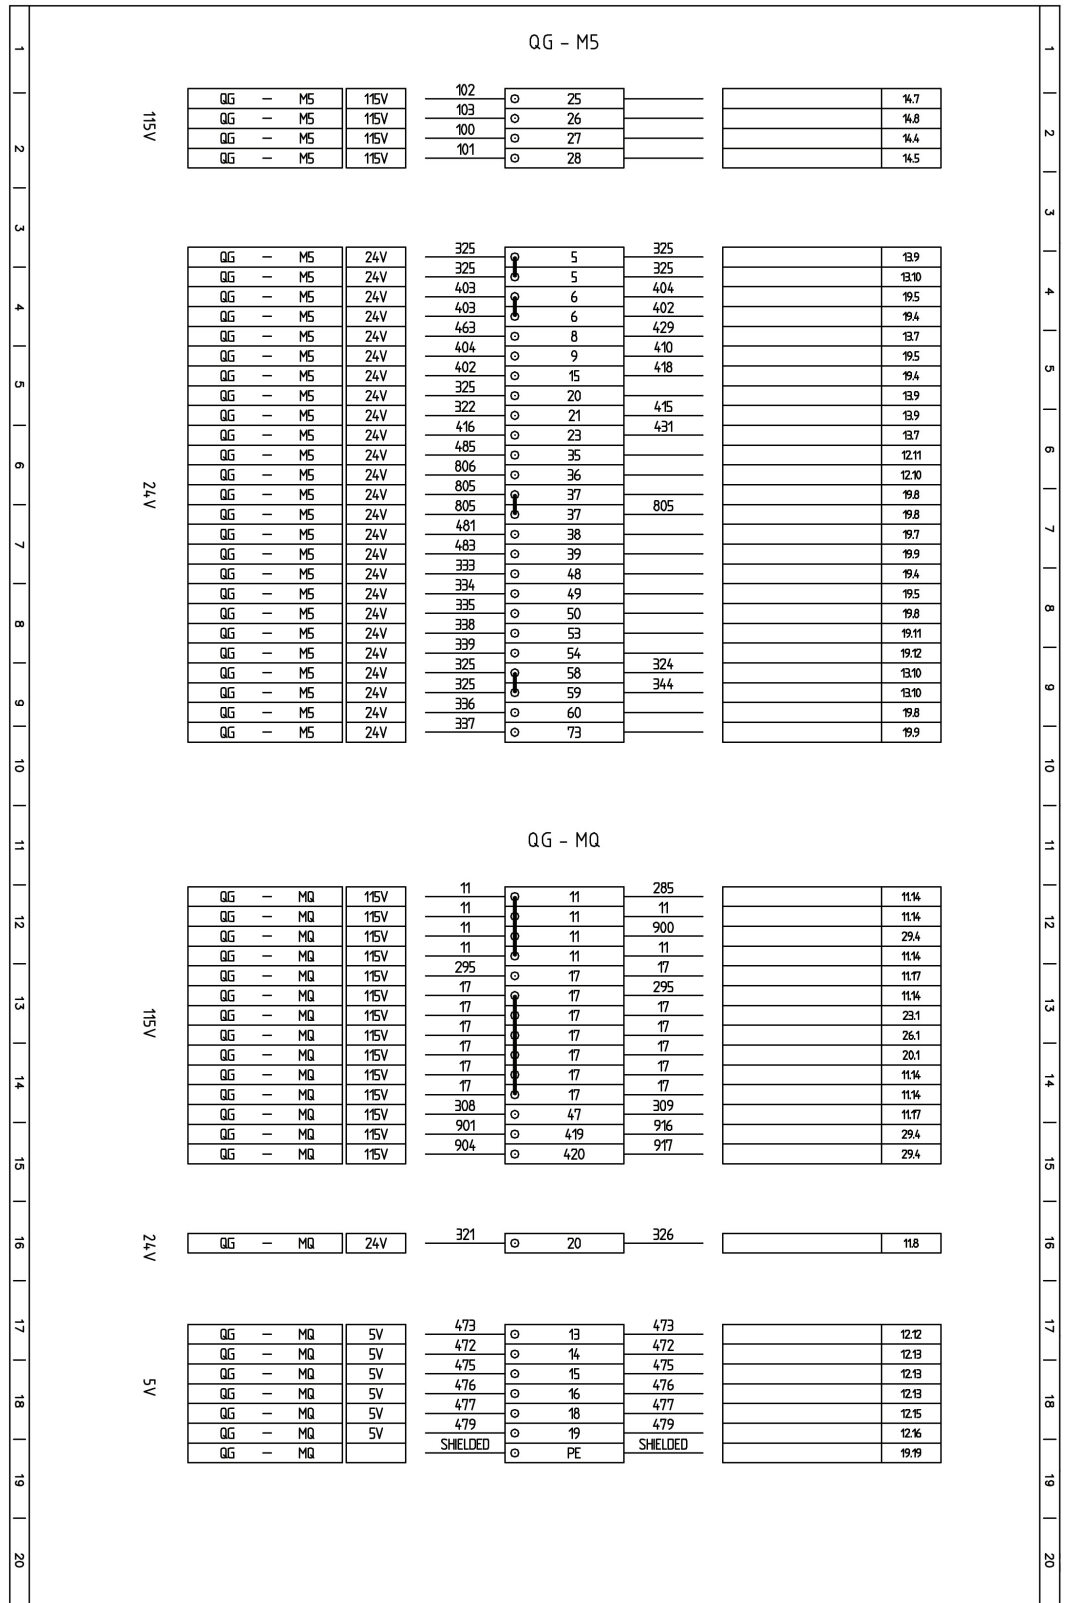 QG - M5
115V
QG - M5 115V 102 25 14.7
QG - M5 115V 103 26 14.8
QG - M5 115V 100 27 14.4
QG - M5 115V 101 28 14.5
24V
QG - M5 24V 325 5 325 13.9
QG - M5 24V 325 5 325 13.10
QG - M5 24V 403 6 404 19.5
QG - M5 24V 403 6 402 19.4
QG - M5 24V 463 8 429 13.7
QG - M5 24V 404 9 410 19.5
QG - M5 24V 402 15 418 19.4
QG - M5 24V 325 20 13.9
QG - M5 24V 322 21 415 13.9
QG - M5 24V 416 23 431 13.7
QG - M5 24V 485 35 12.11
QG - M5 24V 806 36 12.10
QG - M5 24V 805 37 19.8
QG - M5 24V 805 37 805 19.8
QG - M5 24V 481 38 19.7
QG - M5 24V 483 39 19.9
QG - M5 24V 333 48 19.4
QG - M5 24V 334 49 19.5
QG - M5 24V 335 50 19.8
QG - M5 24V 338 53 19.11
QG - M5 24V 339 54 19.12
QG - M5 24V 325 58 324 13.10
QG - M5 24V 325 59 344 13.10
QG - M5 24V 336 60 19.8
QG - M5 24V 337 73 19.9
QG - MQ
115V
QG - MQ 115V 11 11 285 11.14
QG - MQ 115V 11 11 11 11.14
QG - MQ 115V 11 11 900 29.4
QG - MQ 115V 11 11 11 11.14
QG - MQ 115V 295 17 17 11.17
QG - MQ 115V 17 17 295 11.14
QG - MQ 115V 17 17 17 23.1
QG - MQ 115V 17 17 17 26.1
QG - MQ 115V 17 17 17 20.1
QG - MQ 115V 17 17 17 11.14
QG - MQ 115V 17 17 17 11.14
QG - MQ 115V 308 47 309 11.17
QG - MQ 115V 901 419 916 29.4
QG - MQ 115V 904 420 917 29.4
24V
QG - MQ 24V 321 20 326 11.8
5V
QG - MQ 5V 473 13 473 12.12
QG - MQ 5V 472 14 472 12.13
QG - MQ 5V 475 15 475 12.13
QG - MQ 5V 476 16 476 12.13
QG - MQ 5V 477 18 477 12.15
QG - MQ 5V 479 19 479 12.16
QG - MQ SHIELDED PE SHIELDED 19.19
1 1
2 2
3 3
4 4
5 5
6 6
7 7
8 8
9 9
10 10
11 11
12 12
13 13
14 14
15 15
16 16
17 17
18 18
19 19
20 20